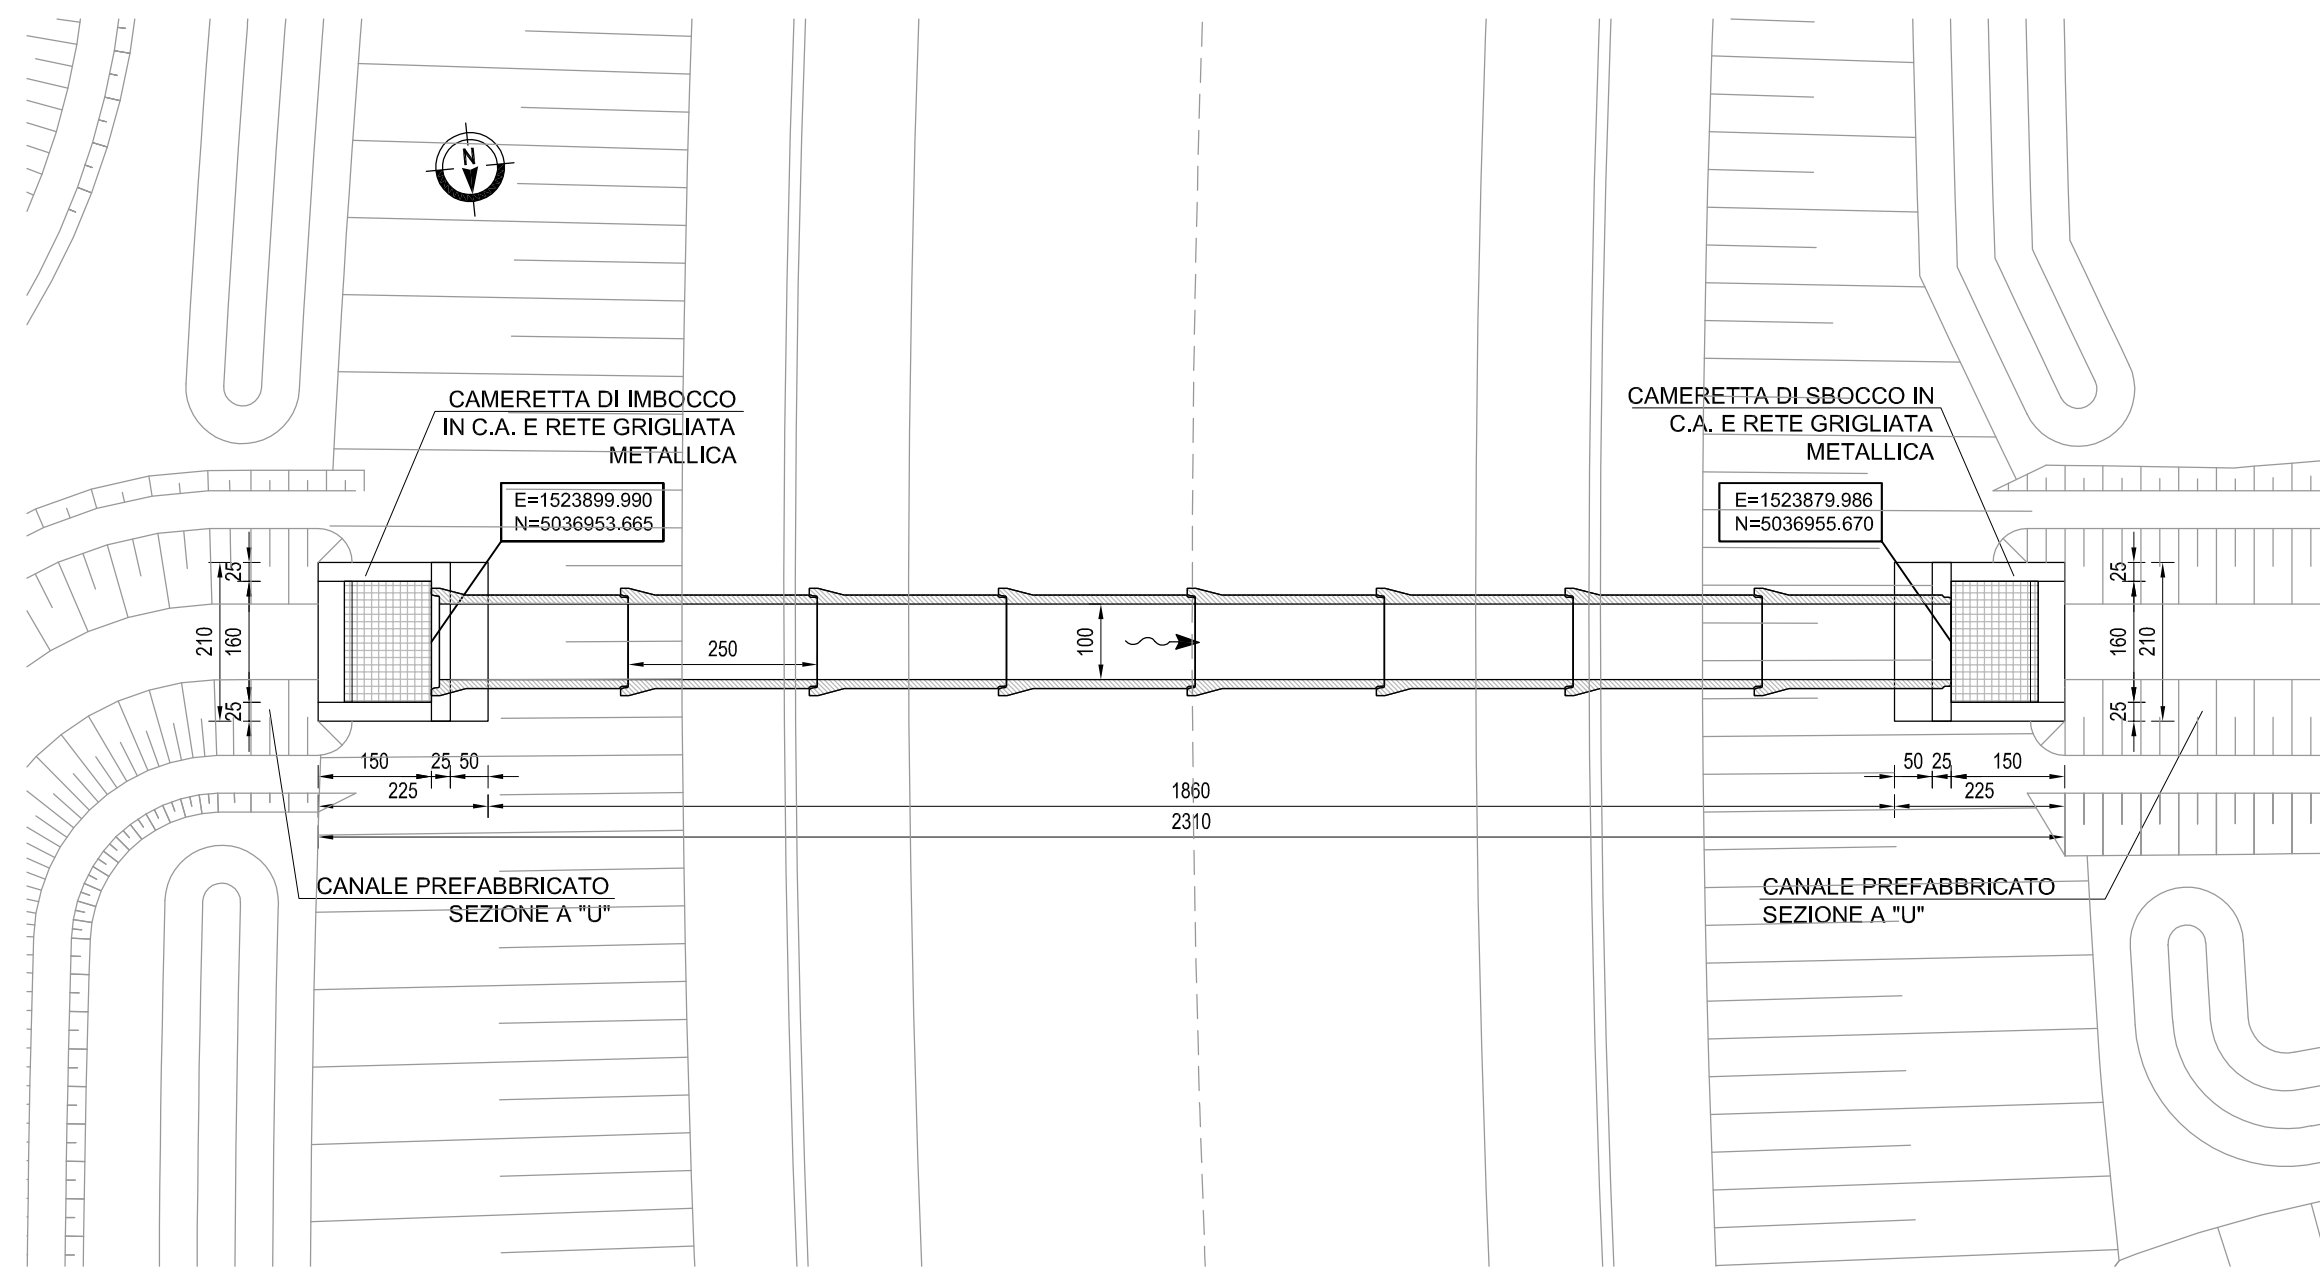 N
CAMERETTA DI IMBOCCO
IN C.A. E RETE GRIGLIATA
METALLICA
CAMERETTA DI SBOCCO IN
C.A. E RETE GRIGLIATA
METALLICA
E=1523899.990
N=5036953.665
E=1523879.986
N=5036955.670
25
160
210
25
250
100
25
160
210
25
150
25
50
225
1860
2310
50
25
150
225
CANALE PREFABBRICATO
SEZIONE A "U"
CANALE PREFABBRICATO
SEZIONE A "U"